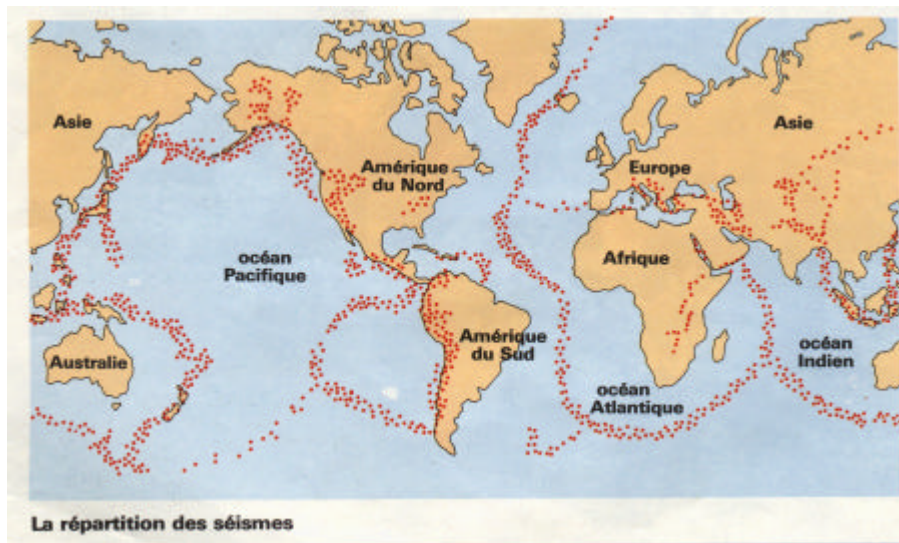 Asie
Amérique
du Nord
Europe
Asie
océan
Pacifique
Afrique
Australie
Amérique
du Sud
océan
Atlantique
océan
Indien
La répartition des séismes